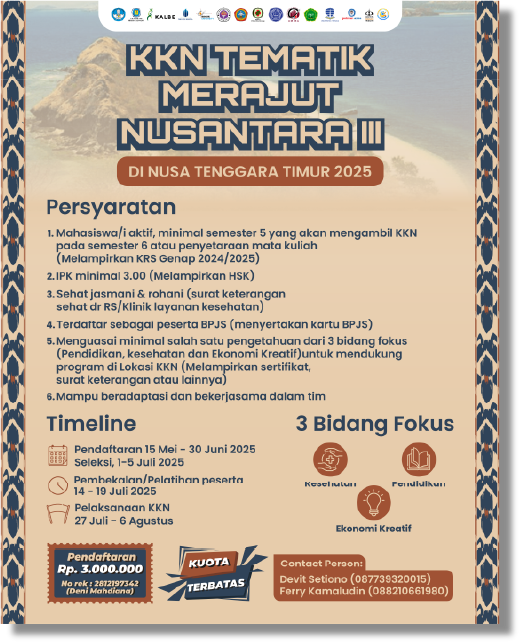 KALBE
KKN TEMATIK
MERAJUT
NUSANTARA III
DI NUSA TENGGARA TIMUR 2025
Persyaratan
1. Mahasiswa/i aktif, minimal semester 5 yang akan mengambil KKN
pada semester 6 atau penyetaraan mata kuliah
(Melampirkan KRS Genap 2024/2025)
2. IPK minimal 3.00 (Melampirkan HSK)
3. Sehat jasmani & rohani (surat keterangan
sehat dr RS/Klinik layanan kesehatan)
4. Terdaftar sebagai peserta BPJS (menyertakan kartu BPJS)
5. Menguasai minimal salah satu pengetahuan dari 3 bidang fokus
(Pendidikan, kesehatan dan Ekonomi Kreatif)untuk mendukung
program di Lokasi KKN (Melampirkan sertifikat,
surat keterangan atau lainnya)
6. Mampu beradaptasi dan bekerjasama dalam tim
Timeline
Pendaftaran 15 Mei - 30 Juni 2025
Seleksi, 1-5 Juli 2025
Pembekalan/Pelatihan peserta
14 - 19 Juli 2025
Pelaksanaan KKN
27 Juli - 6 Agustus
3 Bidang Fokus
Kesehatan
Pendidikan
Ekonomi Kreatif
Pendaftaran
Rp. 3.000.000
No rek : 2812197342
(Deni Mahdiana)
KUOTA
TERBATAS
Contact Person:
Devit Setiono (087739320015)
Ferry Kamaludin (088210661980)